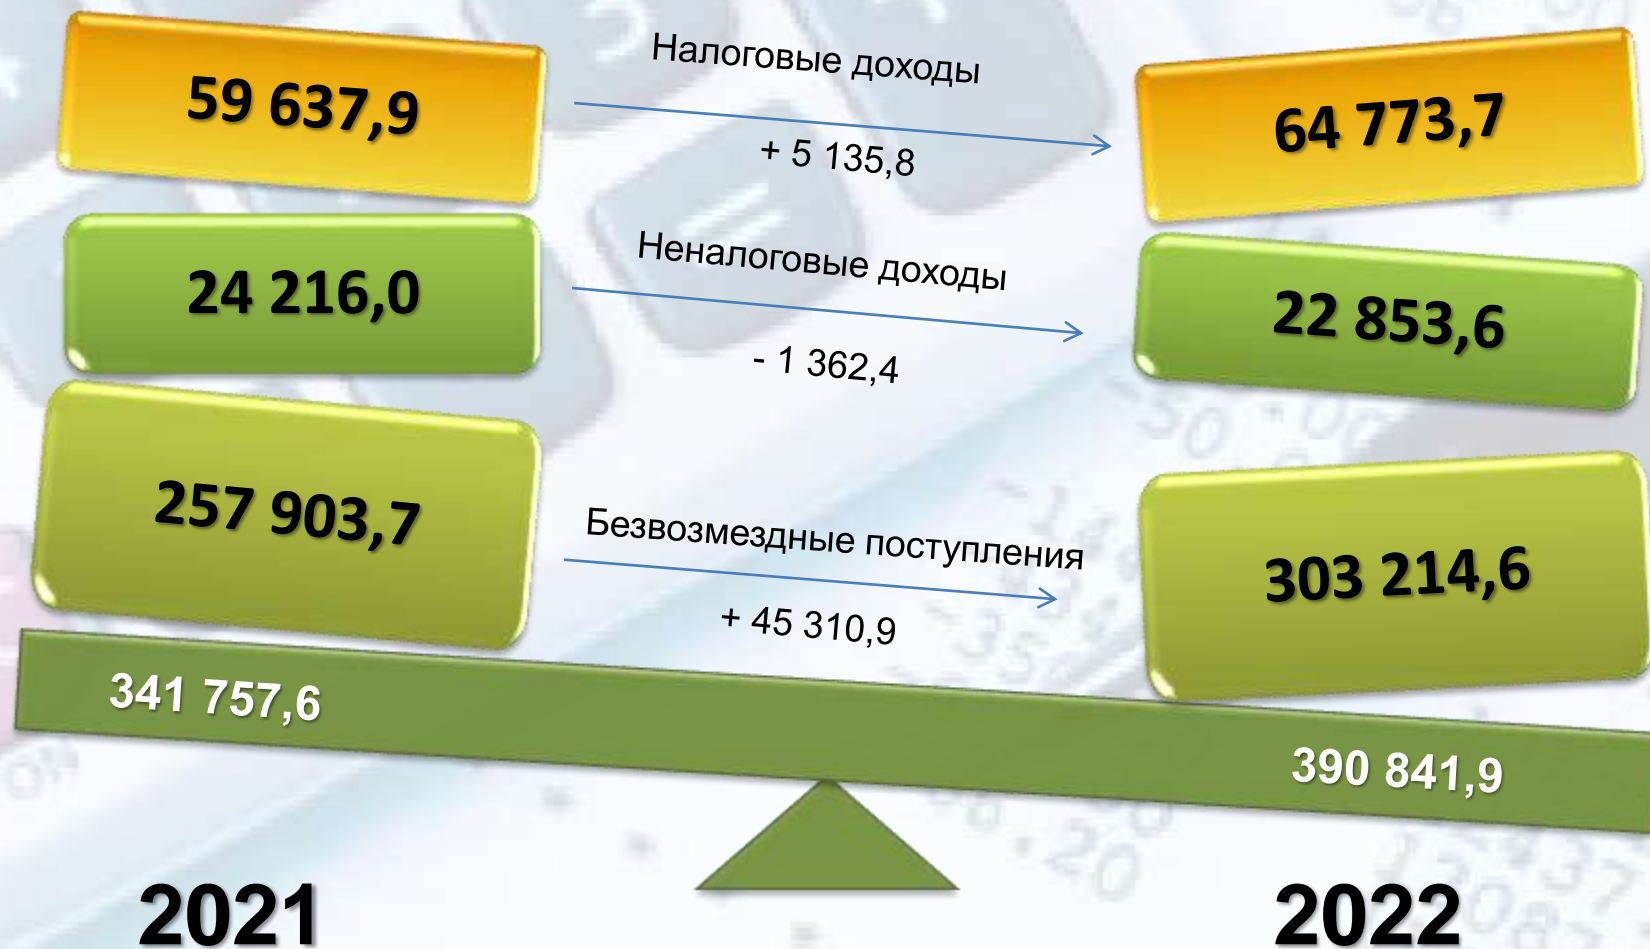 59 637,9
Налоговые доходы
+ 5 135,8
64 773,7
24 216,0
Неналоговые доходы
- 1 362,4
22 853,6
257 903,7
Безвозмездные поступления
+ 45 310,9
303 214,6
341 757,6
390 841,9
2021
2022